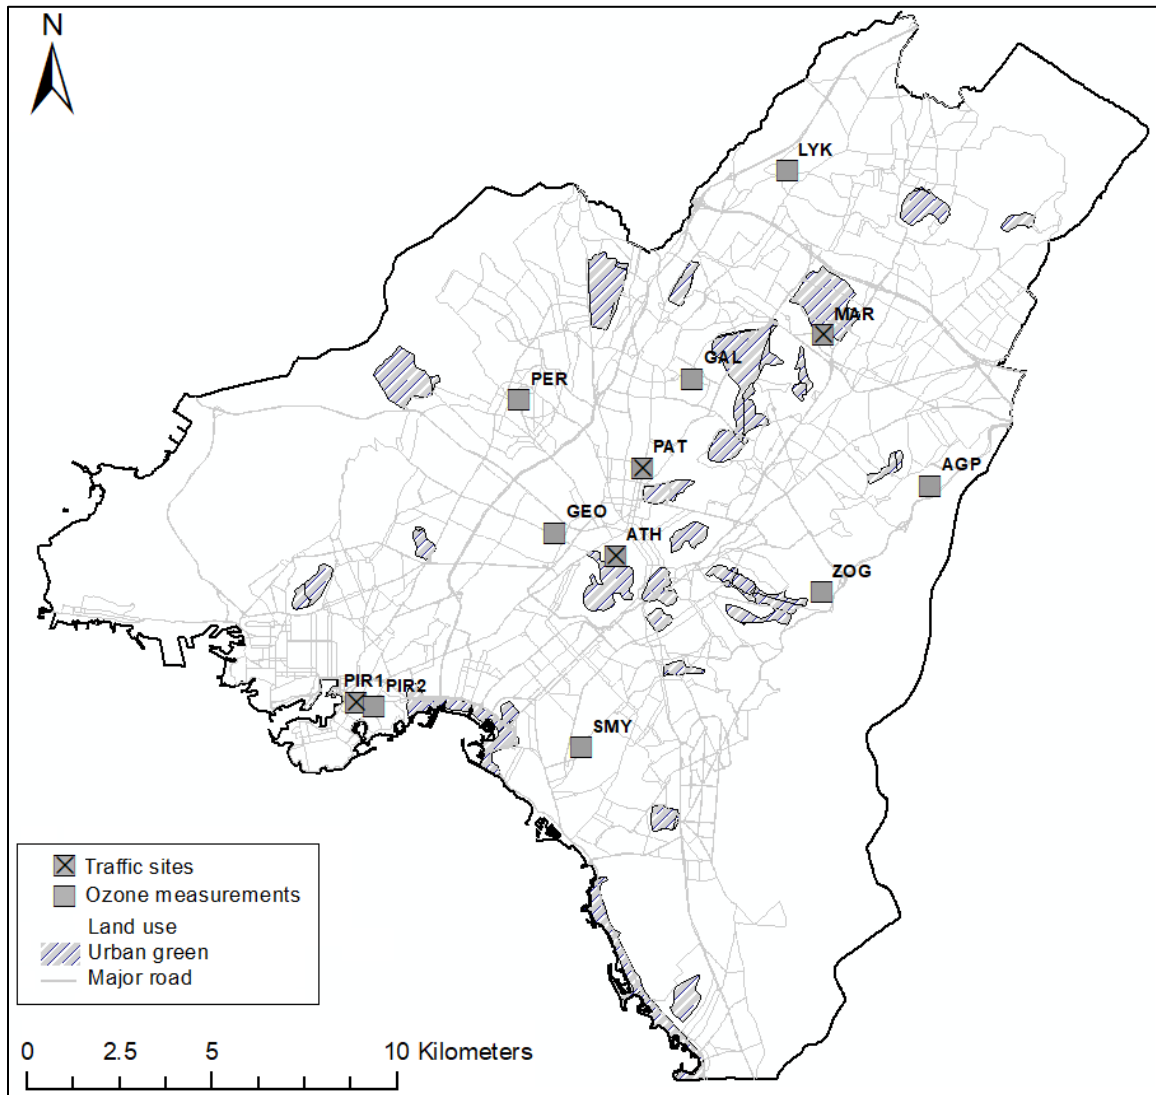 N
LYK
MAR
GAL
PER
PAT
AGP
GEO
ATH
ZOG
PIR1
PIR2
SMY
Traffic sites
Ozone measurements
Land use
Urban green
Major road
0 2.5 5 10 Kilometers